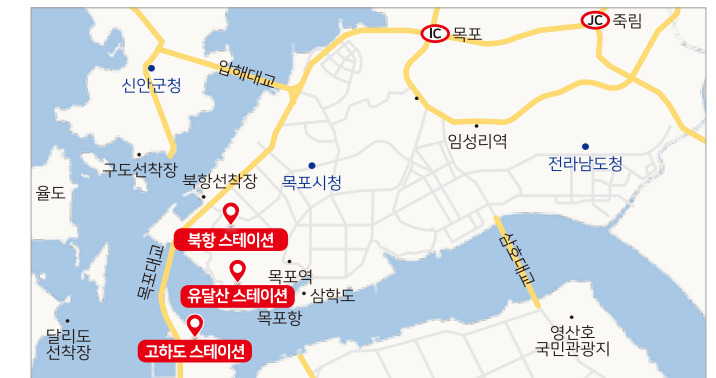 JC 죽림
IC 목포
압해대교
신안군청
임성리역
전라남도청
구도선착장
북항선착장
목포시청
율도
북항 스테이션
삼호대교
목포대교
목포역
유달산 스테이션
삼학도
목포항
달리도
선착장
고하도 스테이션
영산호
국민관광지